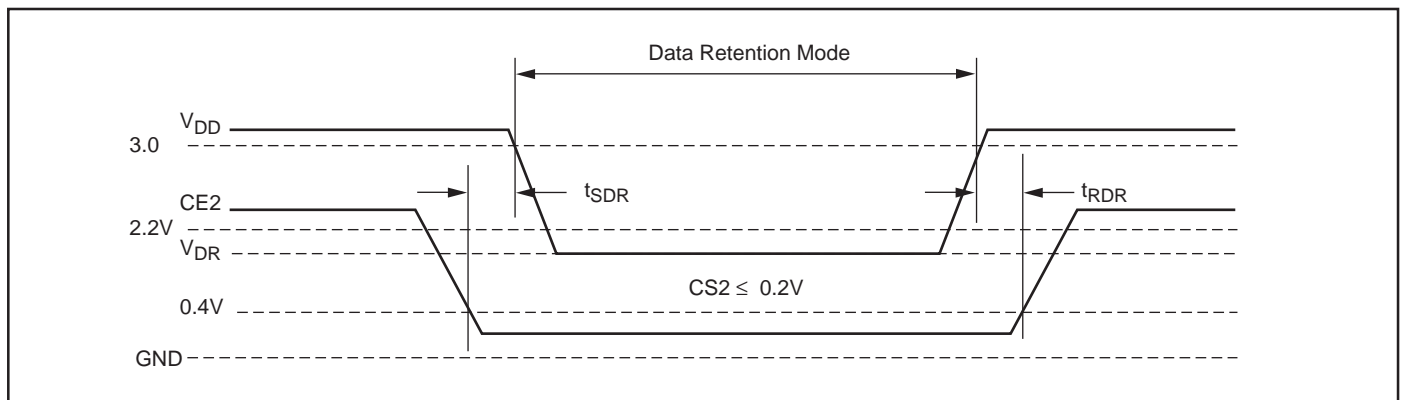 Data Retention Mode
VDD
3.0
tSDR
tRDR
CE2
2.2V
VDR
CS2 ≤ 0.2V
0.4V
GND